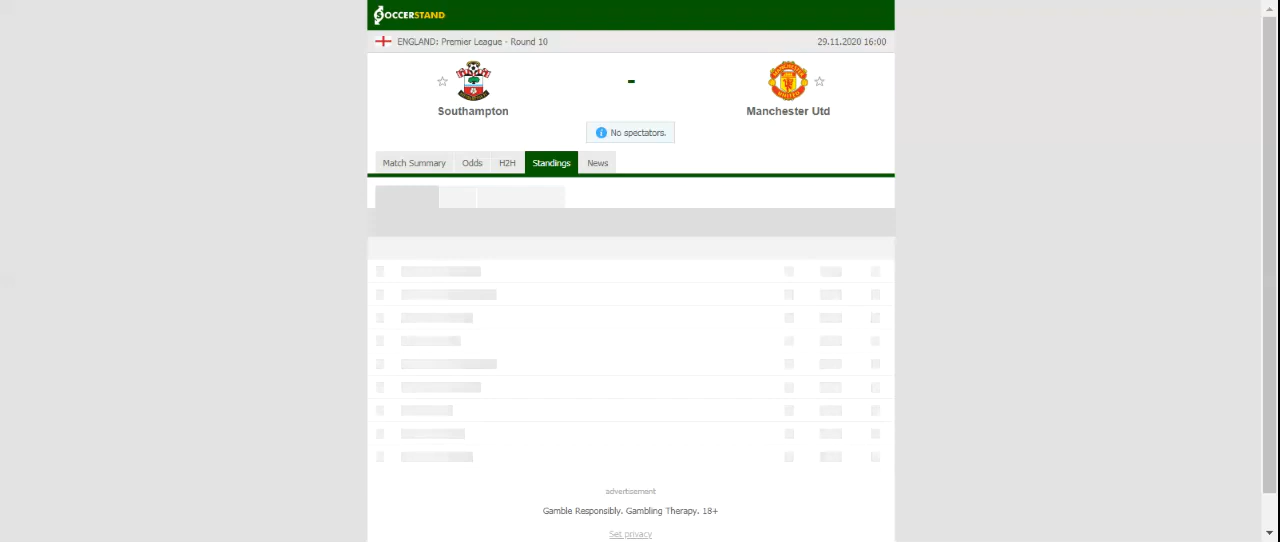 SOCCERSTAND
ENGLAND: Premier League - Round 10 29.11.2020 16:00
-
Southampton Manchester Utd
No spectators.
Match Summary Odds H2H Standings News
advertisement
Gamble Responsibly. Gambling Therapy. 18+
Set privacy